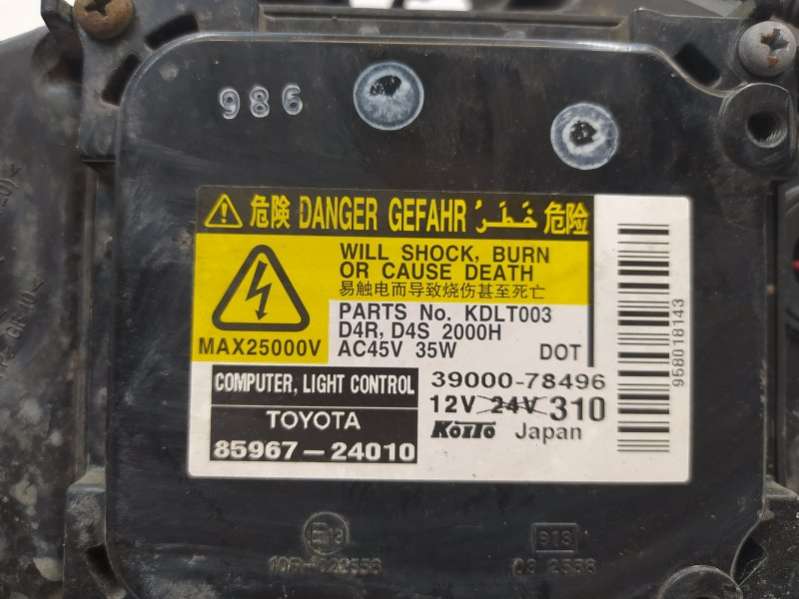 986
危険 DANGER GEFAHR خَطَرْ 危险
WILL SHOCK, BURN
OR CAUSE DEATH
易触电而导致烧伤甚至死亡
MAX25000V
PARTS No. KDLT003
D4R, D4S 2000H
AC45V 35W DOT
COMPUTER, LIGHT CONTROL
TOYOTA
85967-24010
39000-78496
12V 24V 310
KOITO Japan
958018143